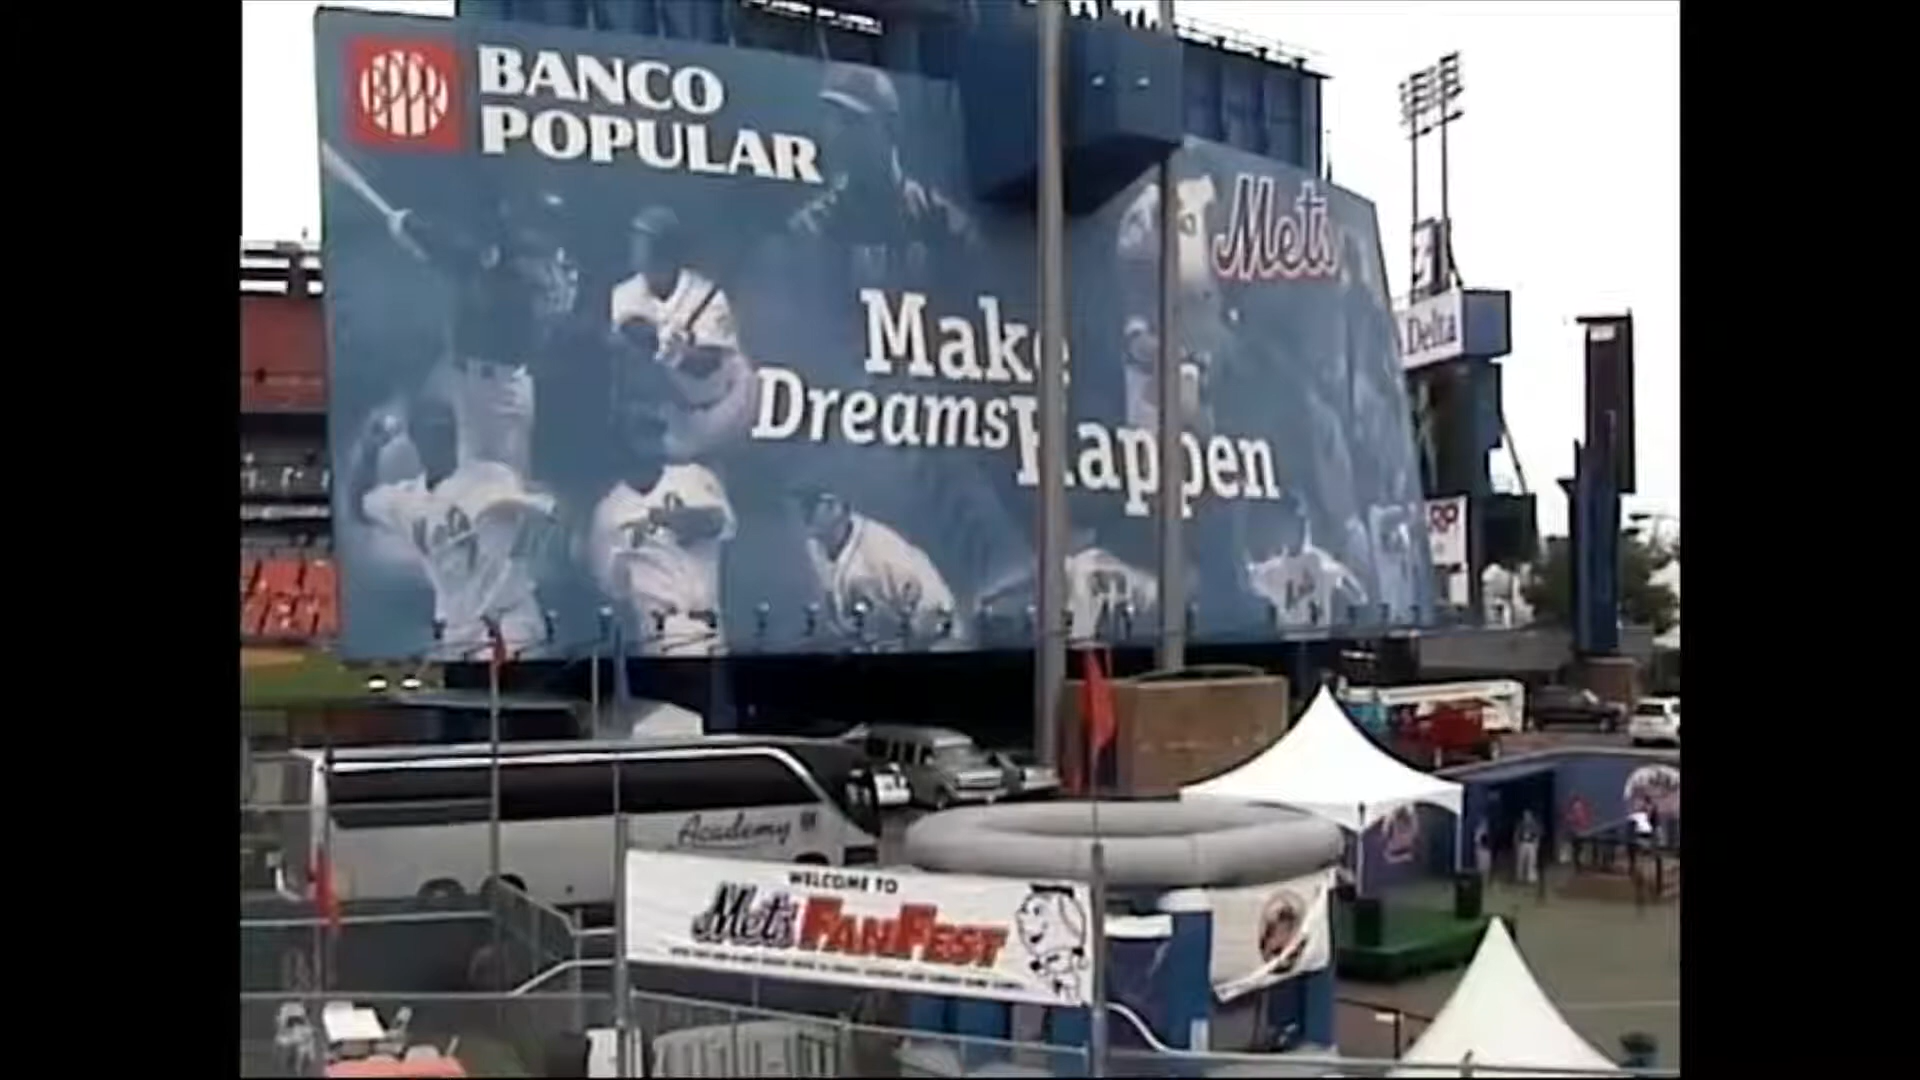 BANCO
POPULAR
Mets
Make
Dreams
Happen
Delta
Academy
WELCOME TO
Mets FANFEST